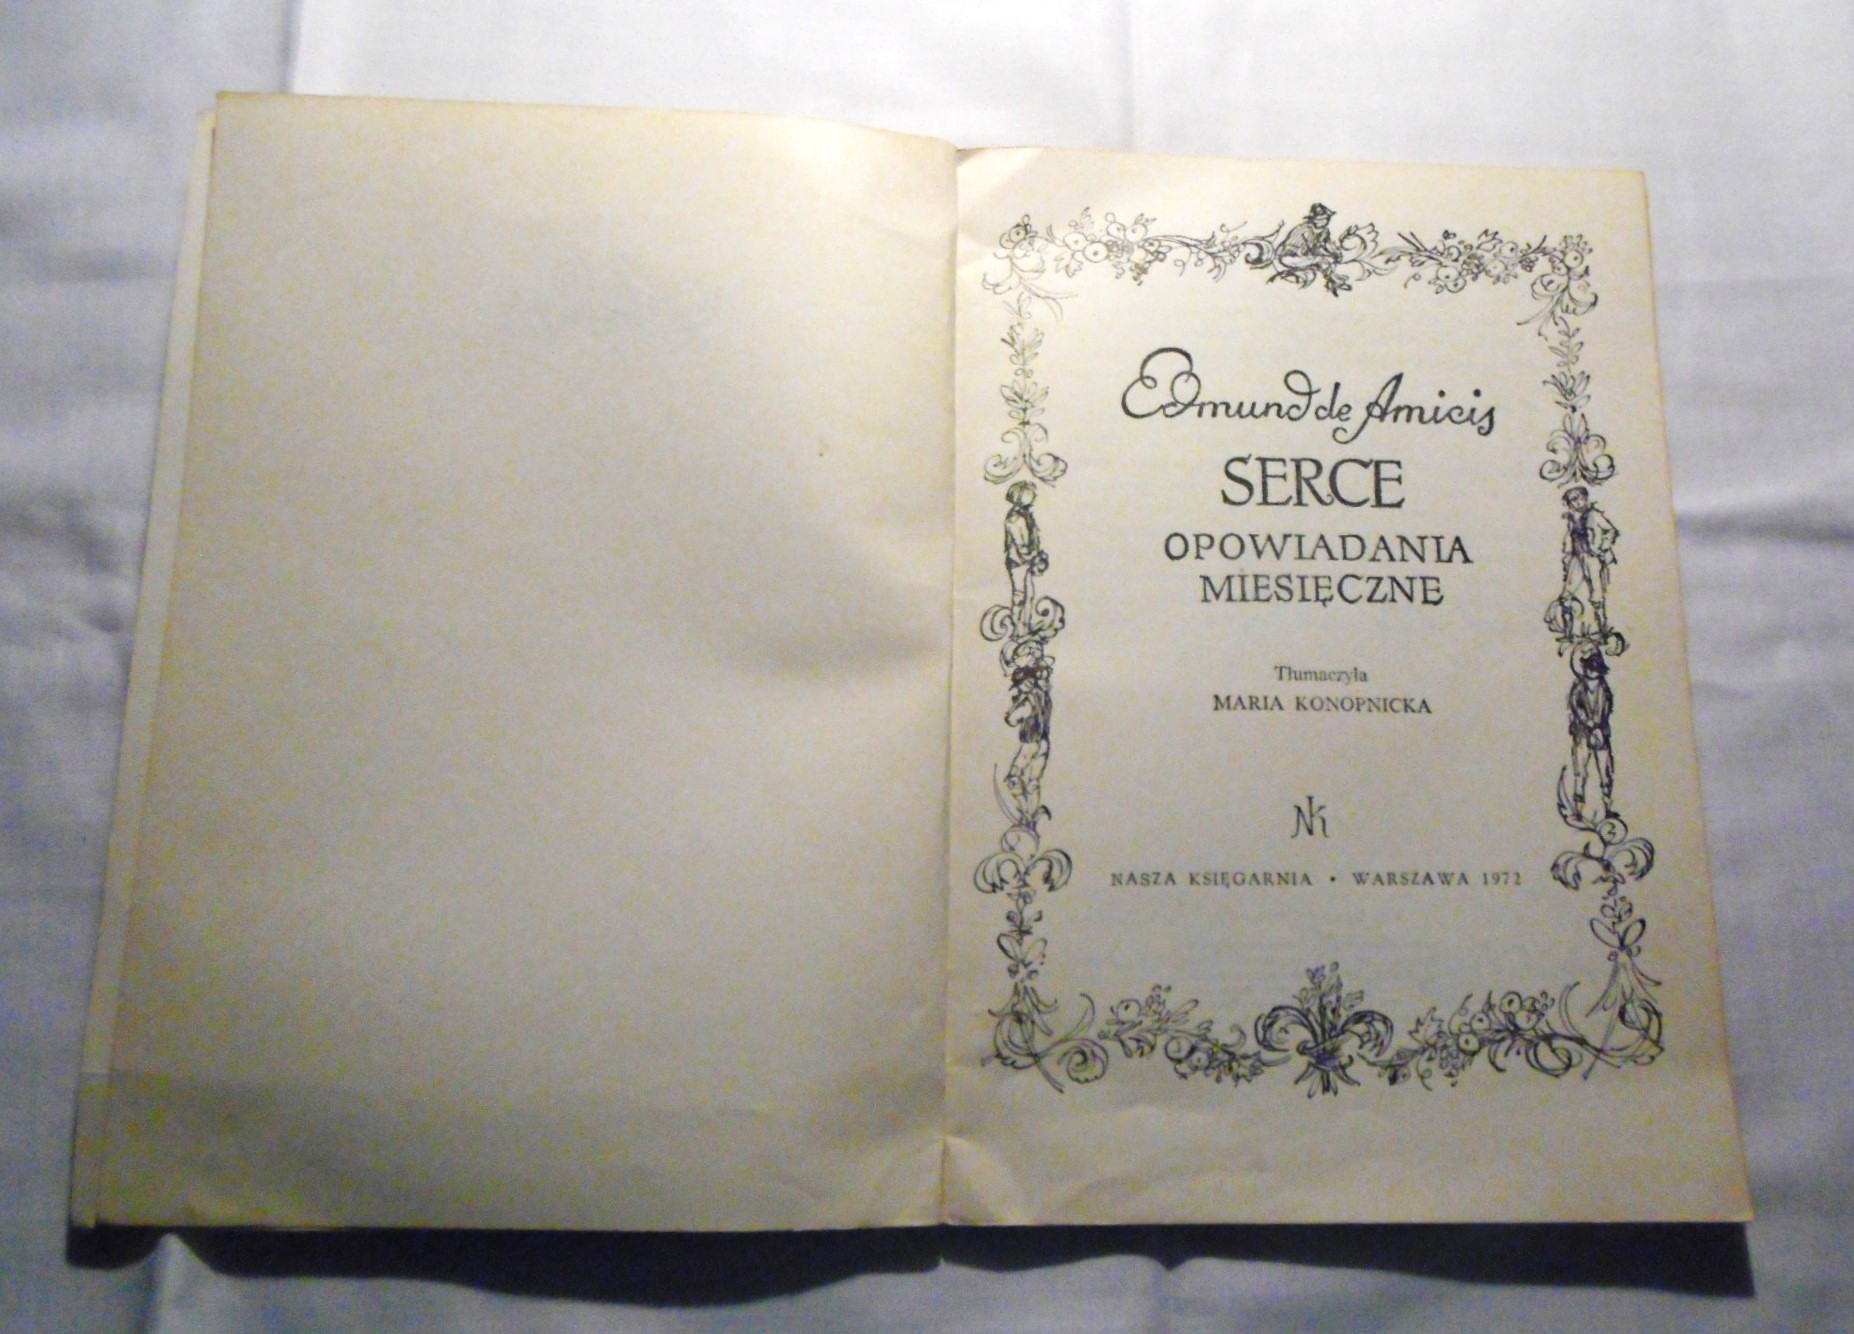 Edmund de Amicis
SERCE
OPOWIADANIA
MIESIĘCZNE
Tłumaczyła
MARIA KONOPNICKA
NK
NASZA KSIĘGARNIA • WARSZAWA 1972